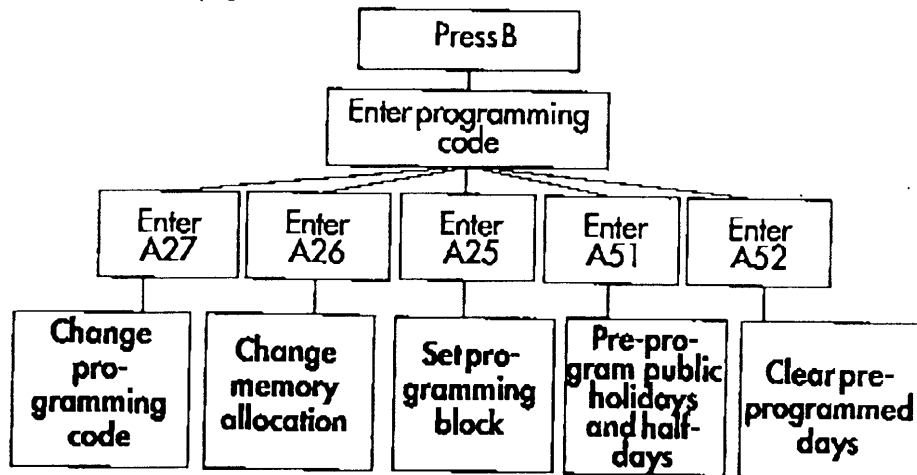 Press B
Enter programming
code
Enter
A27
Enter
A26
Enter
A25
Enter
A51
Enter
A52
Change
pro-
gramming
code
Change
memory
allocation
Set pro-
gramming
block
Pre-pro-
gram public
holidays
and half-
days
Clear pre-
programmed
days